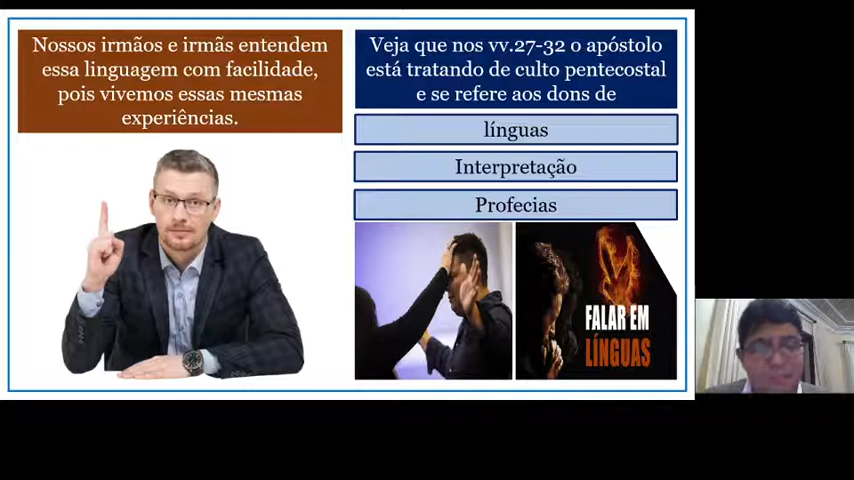 Nossos irmãos e irmãs entendem
essa linguagem com facilidade,
pois vivemos essas mesmas
experiências.
Veja que nos vv.27-32 o apóstolo
está tratando de culto pentecostal
e se refere aos dons de
línguas
Interpretação
Profecias
FALAR EM
LÍNGUAS